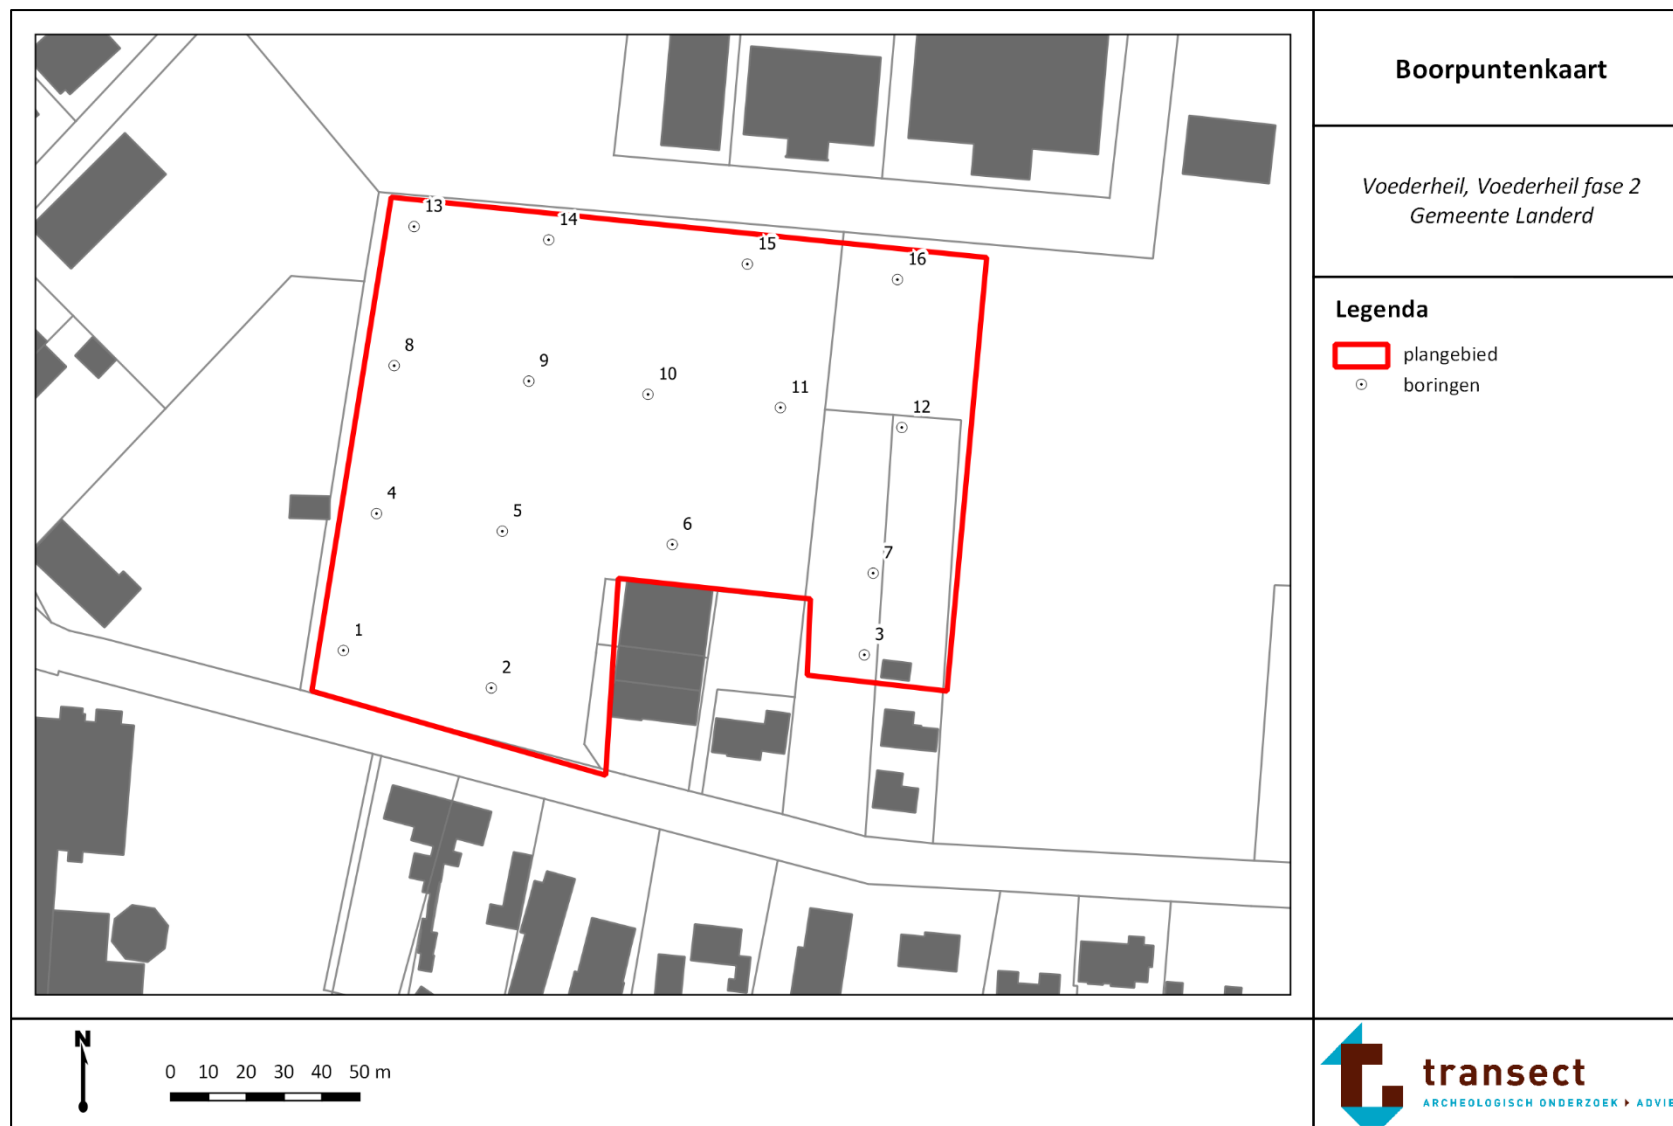 Boorpuntenkaart
Voederheil, Voederheil fase 2
Gemeente Landerd
Legenda
plangebied
boringen
13
14
15
16
8
9
10
11
12
4
5
6
7
1
2
3
N
0 10 20 30 40 50 m
transect
ARCHEOLOGISCH ONDERZOEK ADVIE